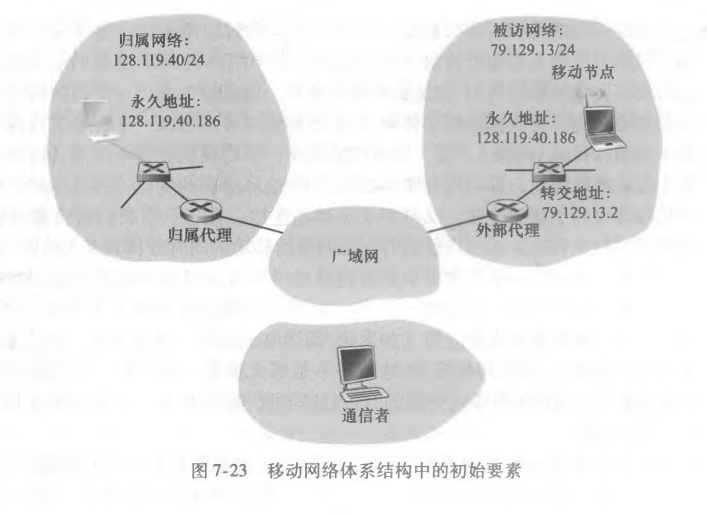 归属网络：
128.119.40/24
永久地址：
128.119.40.186
归属代理
被访网络：
79.129.13/24
移动节点
永久地址：
128.119.40.186
转交地址：
79.129.13.2
外部代理
广域网
通信者
图 7-23 移动网络体系结构中的初始要素